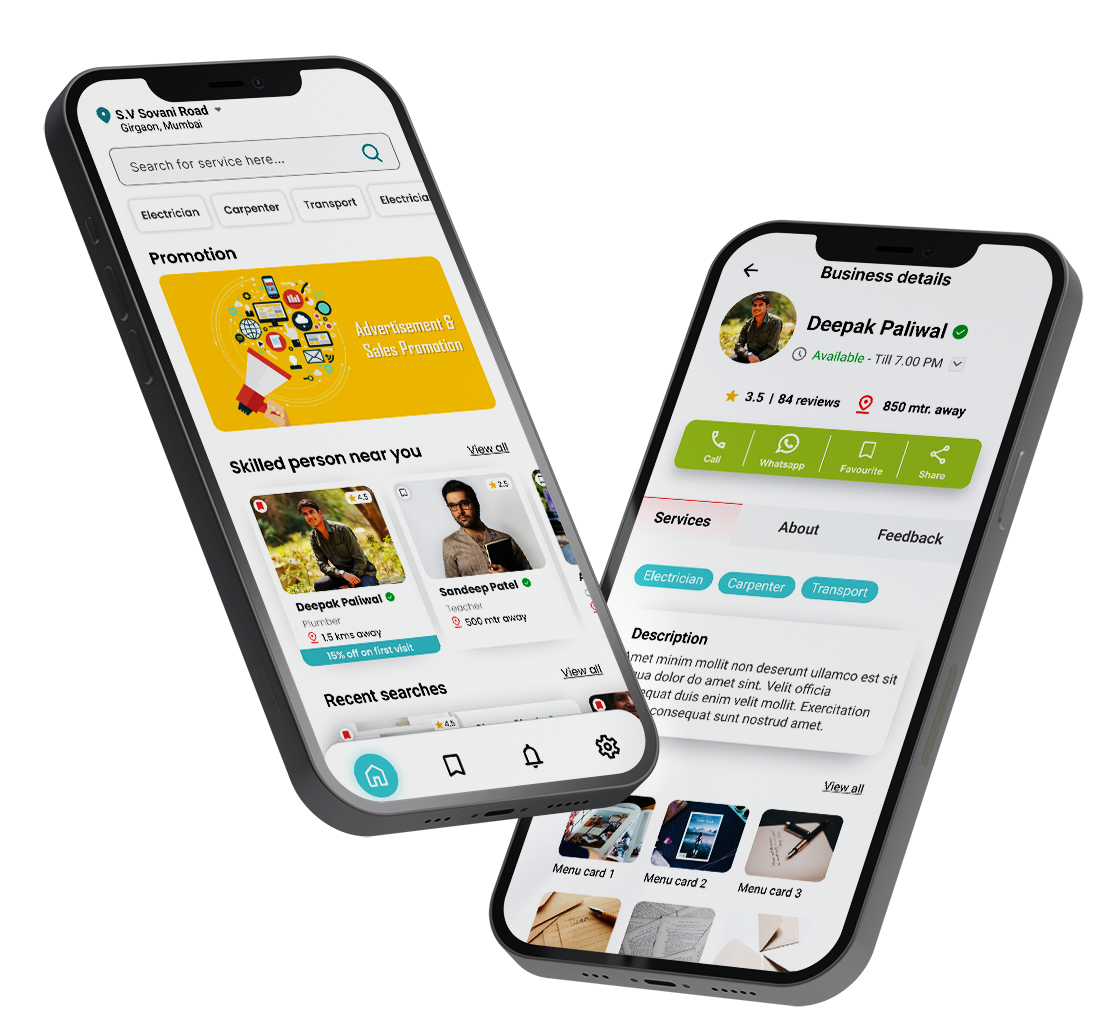 S.V Sovani Road
Girgaon, Mumbai
Search for service here...
Electrician
Carpenter
Transport
Electrician
Promotion
Advertisement &
Sales Promotion
Skilled person near you
View all
4.5
2.5
Deepak Paliwal
Plumber
1.5 kms away
15% off on first visit
Sandeep Patel
Teacher
500 mtr away
Recent searches
View all
4.5
Business details
Deepak Paliwal
Available - Till 7.00 PM
3.5 | 84 reviews
850 mtr. away
Call
Whatsapp
Favourite
Share
Services
About
Feedback
Electrician
Carpenter
Transport
Description
Amet minim mollit non deserunt ullamco est sit
dolor do amet sint. Velit officia
duis enim velit mollit. Exercitation
consequat sunt nostrud amet.
View all
Menu card 1
Menu card 2
Menu card 3